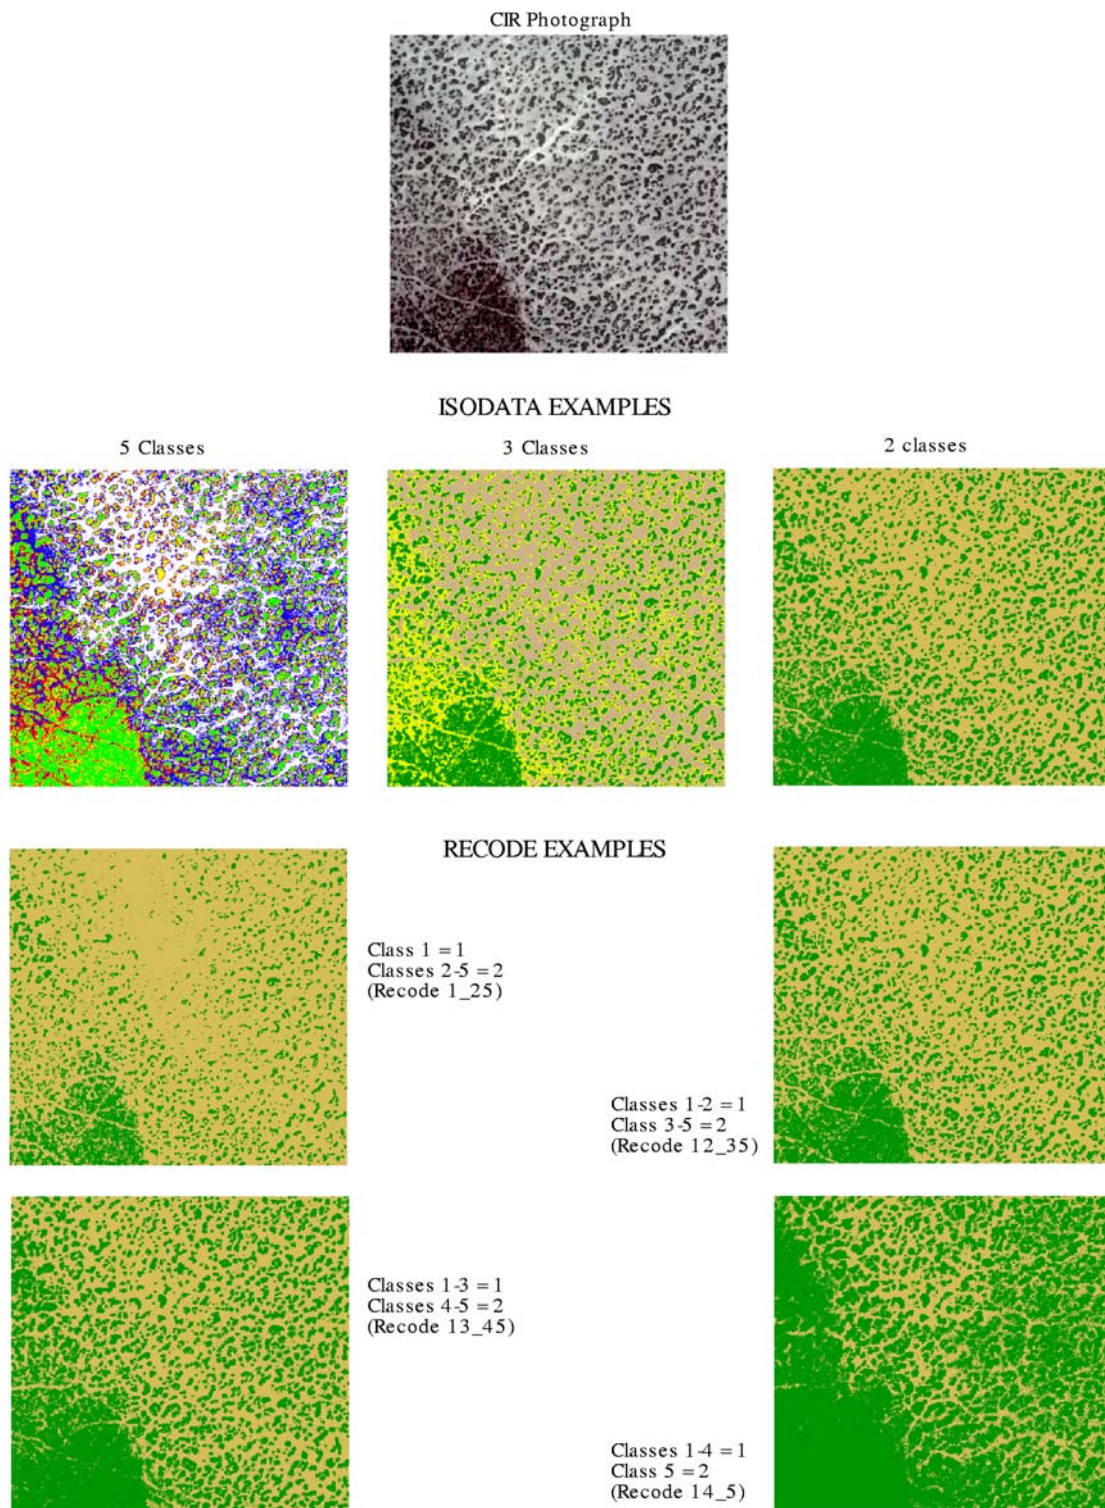 CIR Photograph
ISODATA EXAMPLES
5 Classes
3 Classes
2 classes
RECODE EXAMPLES
Class 1 = 1
Classes 2-5 = 2
(Recode 1_25)
Classes 1-2 = 1
Class 3-5 = 2
(Recode 12_35)
Classes 1-3 = 1
Classes 4-5 = 2
(Recode 13_45)
Classes 1-4 = 1
Class 5 = 2
(Recode 14_5)